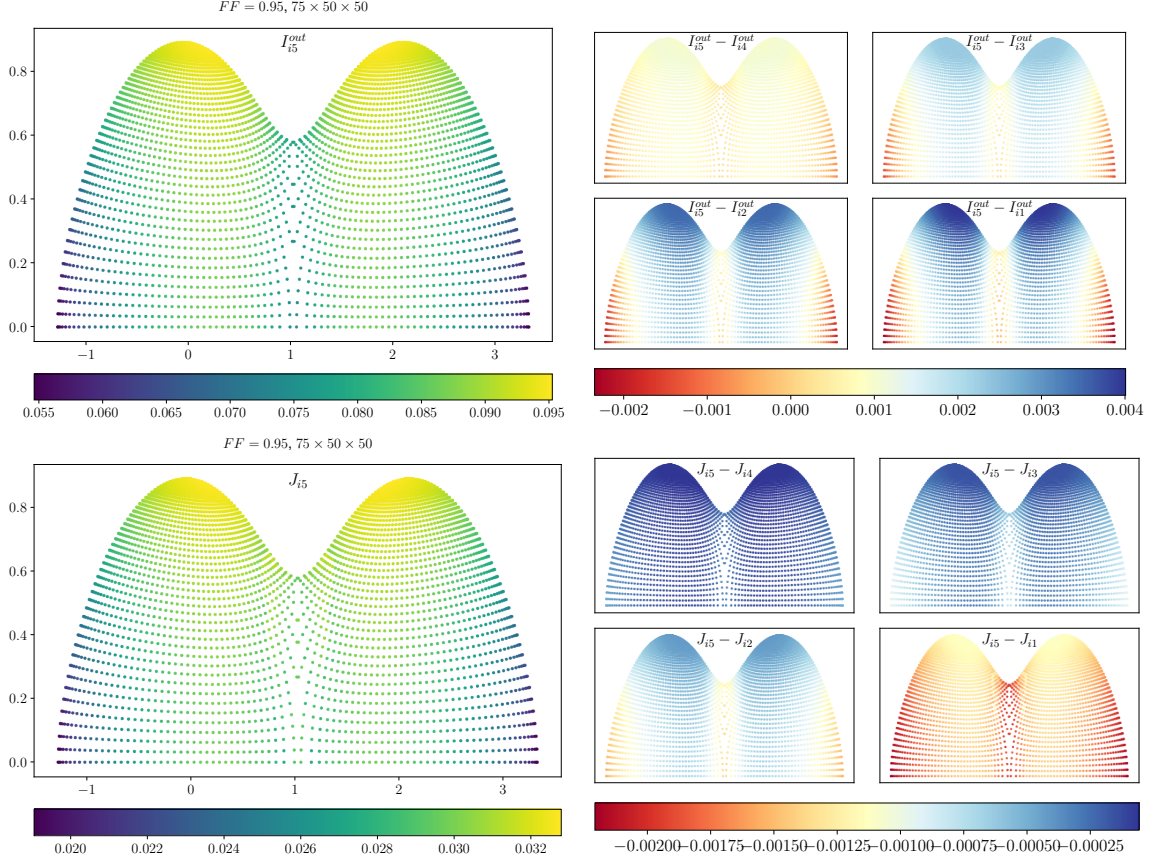 FF = 0.95, 75 × 50 × 50
I_{i5}^{out}
0.8
0.6
0.4
0.2
0.0
−1 0 1 2 3
0.055 0.060 0.065 0.070 0.075 0.080 0.085 0.090 0.095
I_{i5}^{out} − I_{i4}^{out}
I_{i5}^{out} − I_{i3}^{out}
I_{i5}^{out} − I_{i2}^{out}
I_{i5}^{out} − I_{i1}^{out}
−0.002 −0.001 0.000 0.001 0.002 0.003 0.004
FF = 0.95, 75 × 50 × 50
J_{i5}
0.8
0.6
0.4
0.2
0.0
−1 0 1 2 3
0.020 0.022 0.024 0.026 0.028 0.030 0.032
J_{i5} − J_{i4}
J_{i5} − J_{i3}
J_{i5} − J_{i2}
J_{i5} − J_{i1}
−0.00200 −0.00175 −0.00150 −0.00125 −0.00100 −0.00075 −0.00050 −0.00025